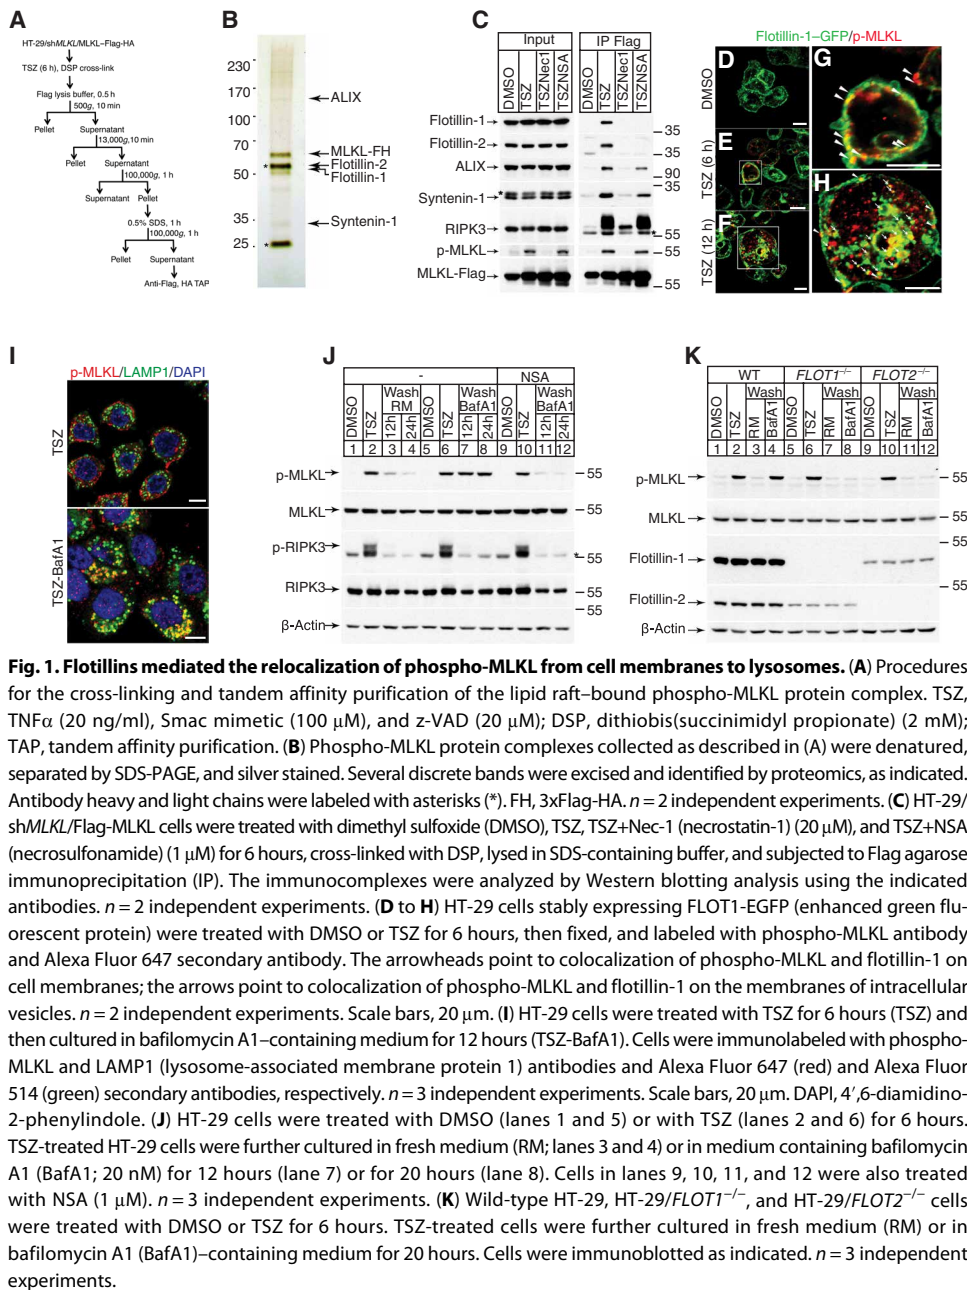 A
HT-29/shMLKL/MLKL–Flag-HA
TSZ (6 h), DSP cross-link
Flag lysis buffer, 0.5 h
500g, 10 min
Pellet Supernatant
13,000g,10 min
Pellet Supernatant
100,000g, 1 h
Supernatant Pellet
0.5% SDS, 1 h
100,000g, 1 h
Pellet Supernatant
Anti-Flag, HA TAP
B
230
170
100
70
50
35
25
ALIX
MLKL-FH
Flotillin-2
Flotillin-1
Syntenin-1
*
*
C
Input IP Flag
DMSO TSZ TSZNec1 TSZNSA DMSO TSZ TSZNec1 TSZNSA
Flotillin-1 35
Flotillin-2 35
ALIX 90
Syntenin-1 * 35
RIPK3 * 55
p-MLKL 55
MLKL-Flag 55
Flotillin-1–GFP/p-MLKL
D
DMSO
E
TSZ (6 h)
F
TSZ (12 h)
G
H
I
p-MLKL/LAMP1/DAPI
TSZ
TSZ-BafA1
J
- NSA
DMSO TSZ Wash RM 12h 24h DMSO TSZ Wash BafA1 12h 24h DMSO TSZ Wash BafA1 12h 24h
1 2 3 4 5 6 7 8 9 10 11 12
p-MLKL 55
MLKL 55
p-RIPK3 * 55
RIPK3 55
55
β-Actin
K
WT FLOT1−/− FLOT2−/−
Wash Wash Wash
DMSO TSZ RM BafA1 DMSO TSZ RM BafA1 DMSO TSZ RM BafA1
1 2 3 4 5 6 7 8 9 10 11 12
p-MLKL 55
MLKL 55
Flotillin-1 55
55
Flotillin-2
β-Actin
Fig. 1. Flotillins mediated the relocalization of phospho-MLKL from cell membranes to lysosomes. (A) Procedures
for the cross-linking and tandem affinity purification of the lipid raft–bound phospho-MLKL protein complex. TSZ,
TNFα (20 ng/ml), Smac mimetic (100 μM), and z-VAD (20 μM); DSP, dithiobis(succinimidyl propionate) (2 mM);
TAP, tandem affinity purification. (B) Phospho-MLKL protein complexes collected as described in (A) were denatured,
separated by SDS-PAGE, and silver stained. Several discrete bands were excised and identified by proteomics, as indicated.
Antibody heavy and light chains were labeled with asterisks (*). FH, 3xFlag-HA. n = 2 independent experiments. (C) HT-29/
shMLKL/Flag-MLKL cells were treated with dimethyl sulfoxide (DMSO), TSZ, TSZ+Nec-1 (necrostatin-1) (20 μM), and TSZ+NSA
(necrosulfonamide) (1 μM) for 6 hours, cross-linked with DSP, lysed in SDS-containing buffer, and subjected to Flag agarose
immunoprecipitation (IP). The immunocomplexes were analyzed by Western blotting analysis using the indicated
antibodies. n = 2 independent experiments. (D to H) HT-29 cells stably expressing FLOT1-EGFP (enhanced green flu-
orescent protein) were treated with DMSO or TSZ for 6 hours, then fixed, and labeled with phospho-MLKL antibody
and Alexa Fluor 647 secondary antibody. The arrowheads point to colocalization of phospho-MLKL and flotillin-1 on
cell membranes; the arrows point to colocalization of phospho-MLKL and flotillin-1 on the membranes of intracellular
vesicles. n = 2 independent experiments. Scale bars, 20 μm. (I) HT-29 cells were treated with TSZ for 6 hours (TSZ) and
then cultured in bafilomycin A1–containing medium for 12 hours (TSZ-BafA1). Cells were immunolabeled with phospho-
MLKL and LAMP1 (lysosome-associated membrane protein 1) antibodies and Alexa Fluor 647 (red) and Alexa Fluor
514 (green) secondary antibodies, respectively. n = 3 independent experiments. Scale bars, 20 μm. DAPI, 4′,6-diamidino-
2-phenylindole. (J) HT-29 cells were treated with DMSO (lanes 1 and 5) or with TSZ (lanes 2 and 6) for 6 hours.
TSZ-treated HT-29 cells were further cultured in fresh medium (RM; lanes 3 and 4) or in medium containing bafilomycin
A1 (BafA1; 20 nM) for 12 hours (lane 7) or for 20 hours (lane 8). Cells in lanes 9, 10, 11, and 12 were also treated
with NSA (1 μM). n = 3 independent experiments. (K) Wild-type HT-29, HT-29/FLOT1−/−, and HT-29/FLOT2−/− cells
were treated with DMSO or TSZ for 6 hours. TSZ-treated cells were further cultured in fresh medium (RM) or in
bafilomycin A1 (BafA1)–containing medium for 20 hours. Cells were immunoblotted as indicated. n = 3 independent
experiments.